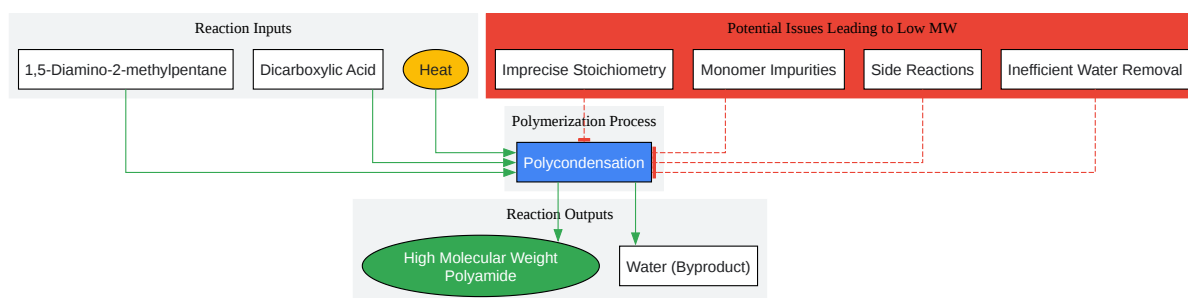 Reaction Inputs
Potential Issues Leading to Low MW
1,5-Diamino-2-methylpentane
Dicarboxylic Acid
Heat
Imprecise Stoichiometry
Monomer Impurities
Side Reactions
Inefficient Water Removal
Polymerization Process
Polycondensation
Reaction Outputs
High Molecular Weight
Polyamide
Water (Byproduct)